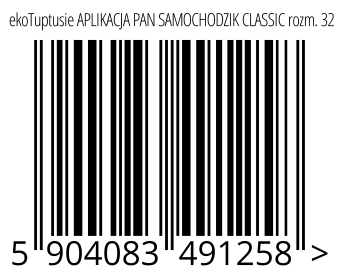 ekoTuptusie APLIKACJA PAN SAMOCHODZIK CLASSIC rozm. 32
5 904083 491258 >